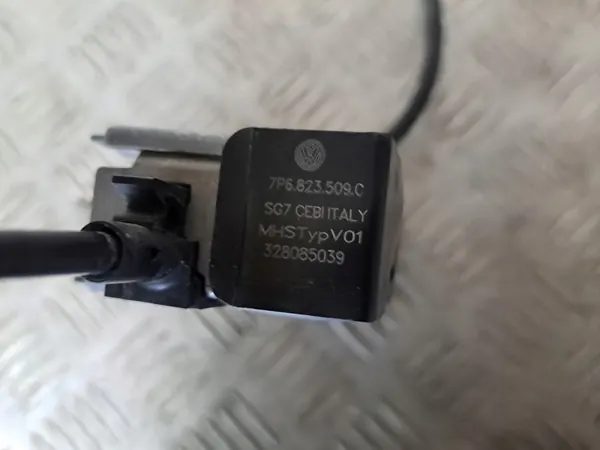 7P6.823.509.C
SG7 CEBI ITALY
MHSTypV01
328085039